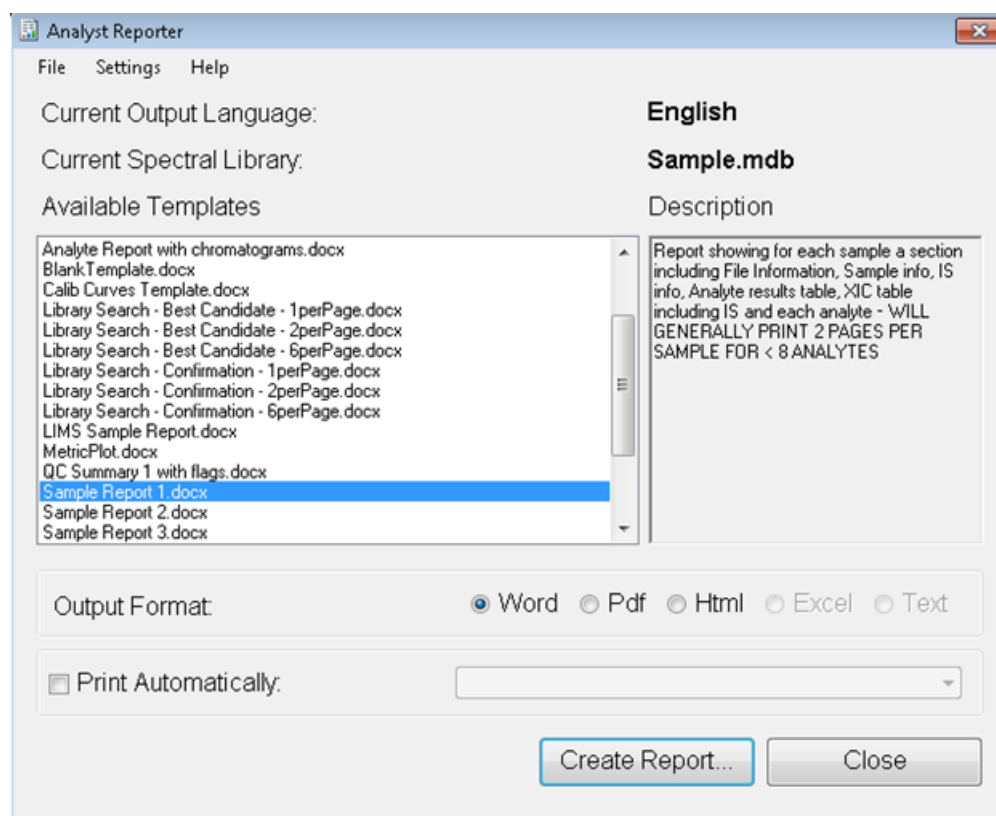 Analyst Reporter
File Settings Help
Current Output Language: English
Current Spectral Library: Sample.mdb
Available Templates
Analyte Report with chromatograms.docx
BlankTemplate.docx
Calib Curves Template.docx
Library Search - Best Candidate - 1perPage.docx
Library Search - Best Candidate - 2perPage.docx
Library Search - Best Candidate - 6perPage.docx
Library Search - Confirmation - 1perPage.docx
Library Search - Confirmation - 2perPage.docx
Library Search - Confirmation - 6perPage.docx
LIMS Sample Report.docx
MetricPlot.docx
QC Summary 1 with flags.docx
Sample Report 1.docx
Sample Report 2.docx
Sample Report 3.docx
Description
Report showing for each sample a section
including File Information, Sample info, IS
info, Analyte results table, XIC table
including IS and each analyte - WILL
GENERALLY PRINT 2 PAGES PER
SAMPLE FOR < 8 ANALYTES
Output Format: Word Pdf Html Excel Text
Print Automatically:
Create Report... Close